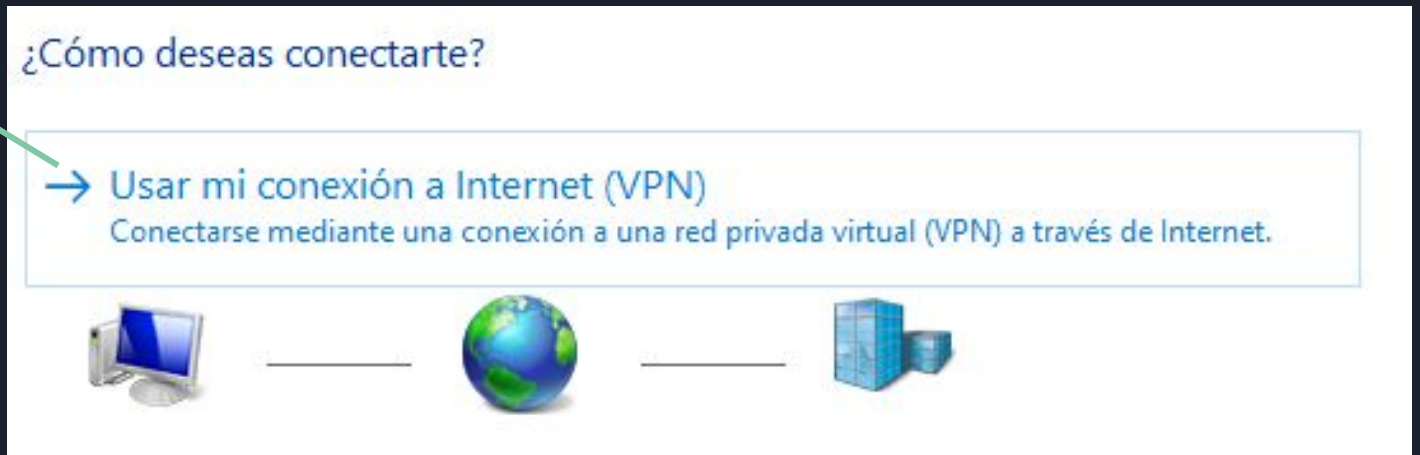 ¿Cómo deseas conectarte?
Usar mi conexión a Internet (VPN)
Conectarse mediante una conexión a una red privada virtual (VPN) a través de Internet.